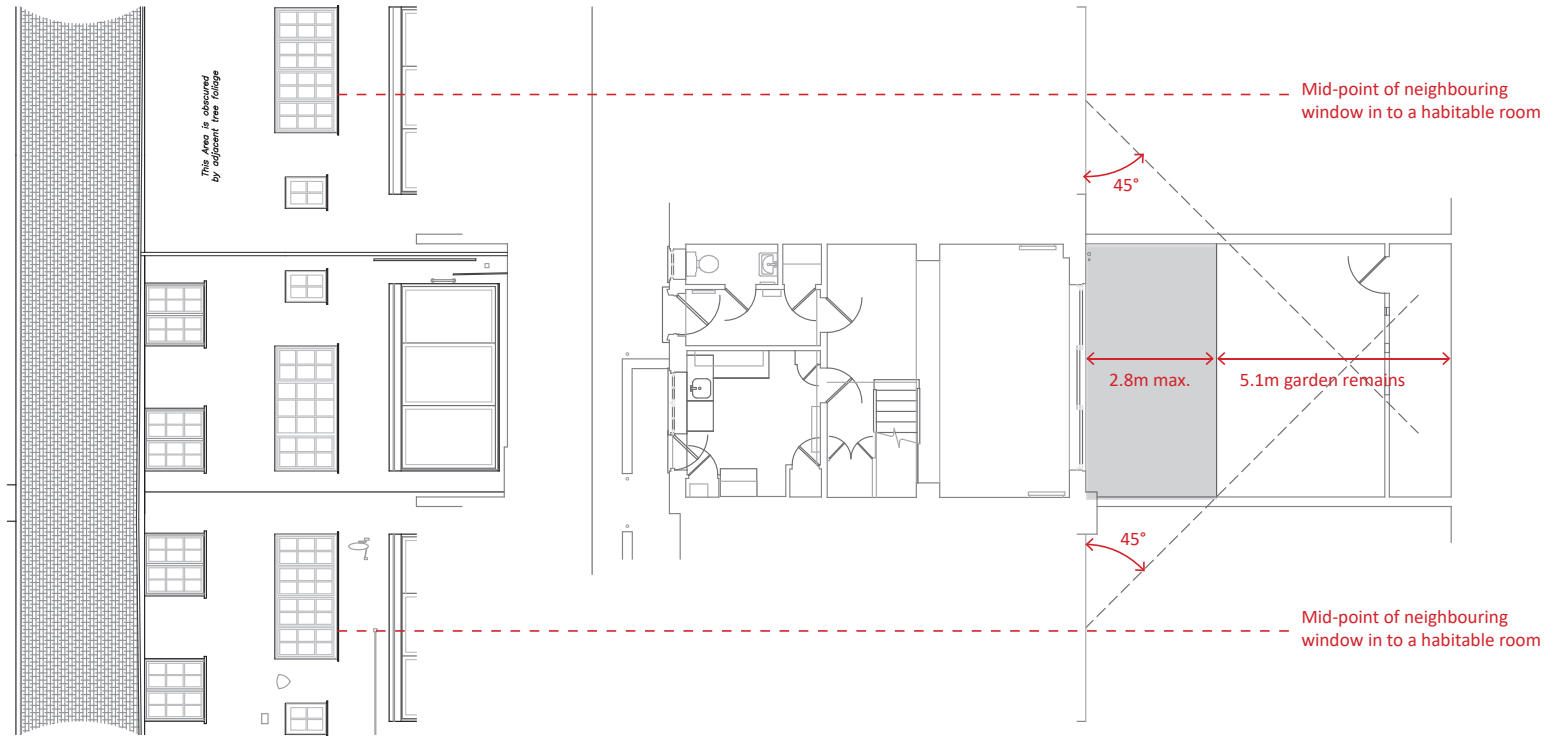 This Area is obscured
by adjacent tree foliage
Mid-point of neighbouring
window in to a habitable room
45°
2.8m max.
5.1m garden remains
45°
Mid-point of neighbouring
window in to a habitable room